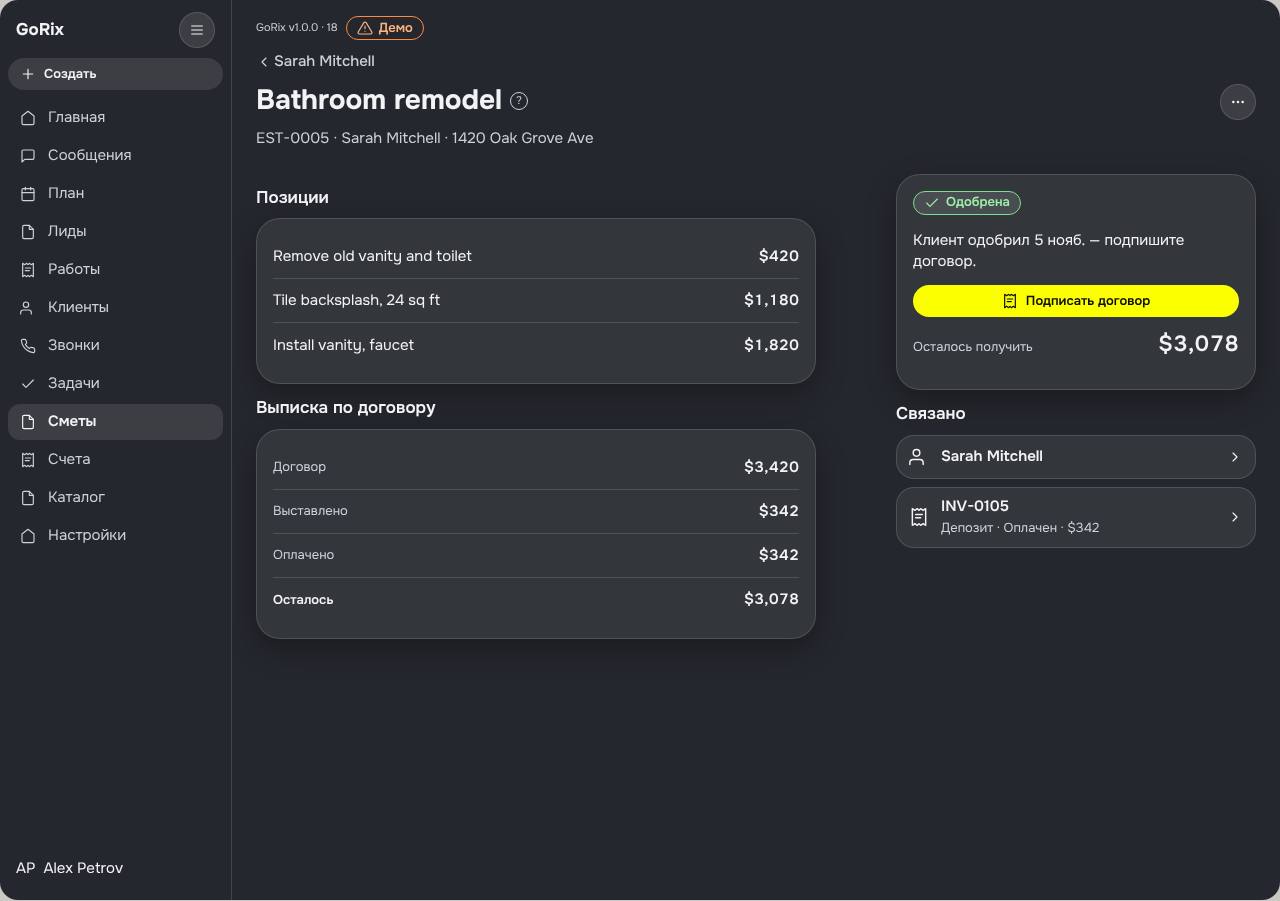 GoRix
Создать
Главная
Сообщения
План
Лиды
Работы
Клиенты
Звонки
Задачи
Сметы
Счета
Каталог
Настройки
AP Alex Petrov
GoRix v1.0.0 · 18
Демо
Sarah Mitchell
Bathroom remodel ?
EST-0005 · Sarah Mitchell · 1420 Oak Grove Ave
Позиции
Remove old vanity and toilet $420
Tile backsplash, 24 sq ft $1,180
Install vanity, faucet $1,820
Выписка по договору
Договор $3,420
Выставлено $342
Оплачено $342
Осталось $3,078
Одобрена
Клиент одобрил 5 нояб. — подпишите
договор.
Подписать договор
Осталось получить $3,078
Связано
Sarah Mitchell
INV-0105
Депозит · Оплачен · $342